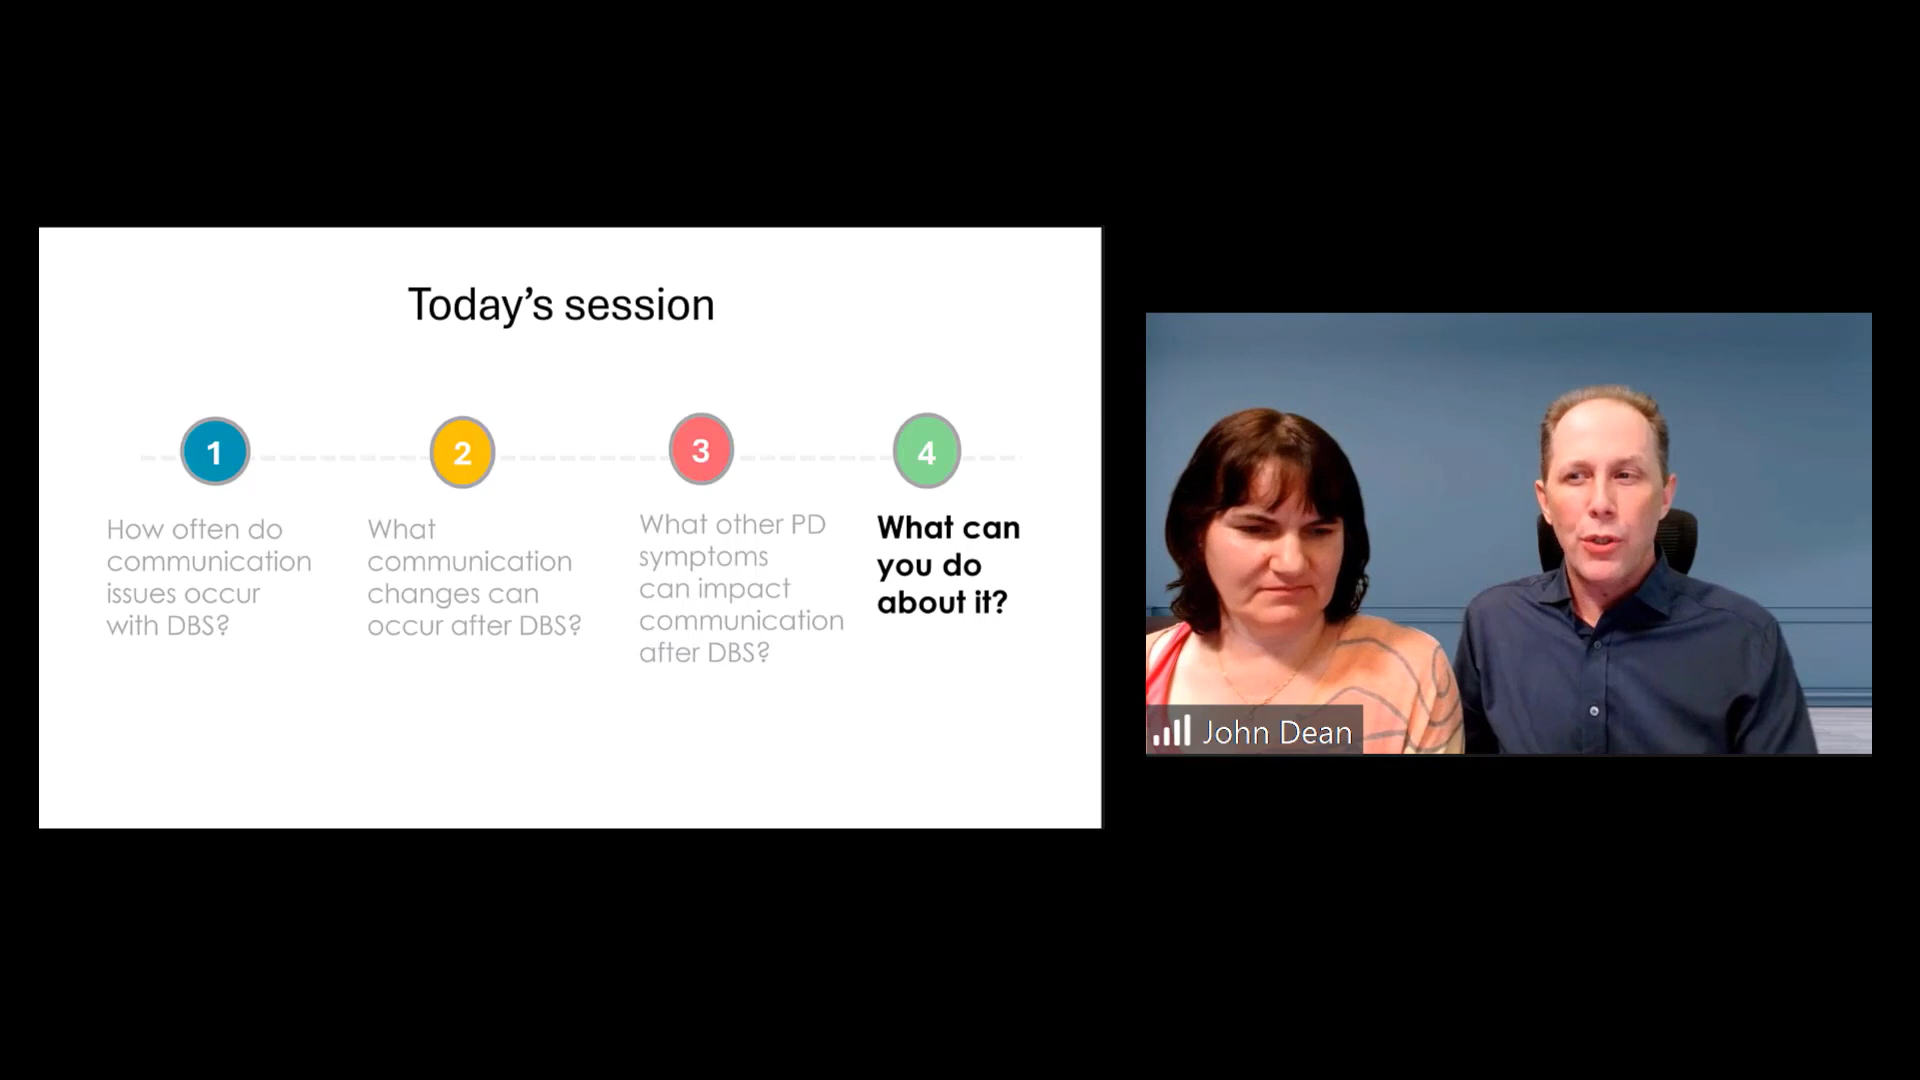 Today’s session
1
2
3
4
How often do
communication
issues occur
with DBS?
What
communication
changes can
occur after DBS?
What other PD
symptoms
can impact
communication
after DBS?
What can
you do
about it?
John Dean